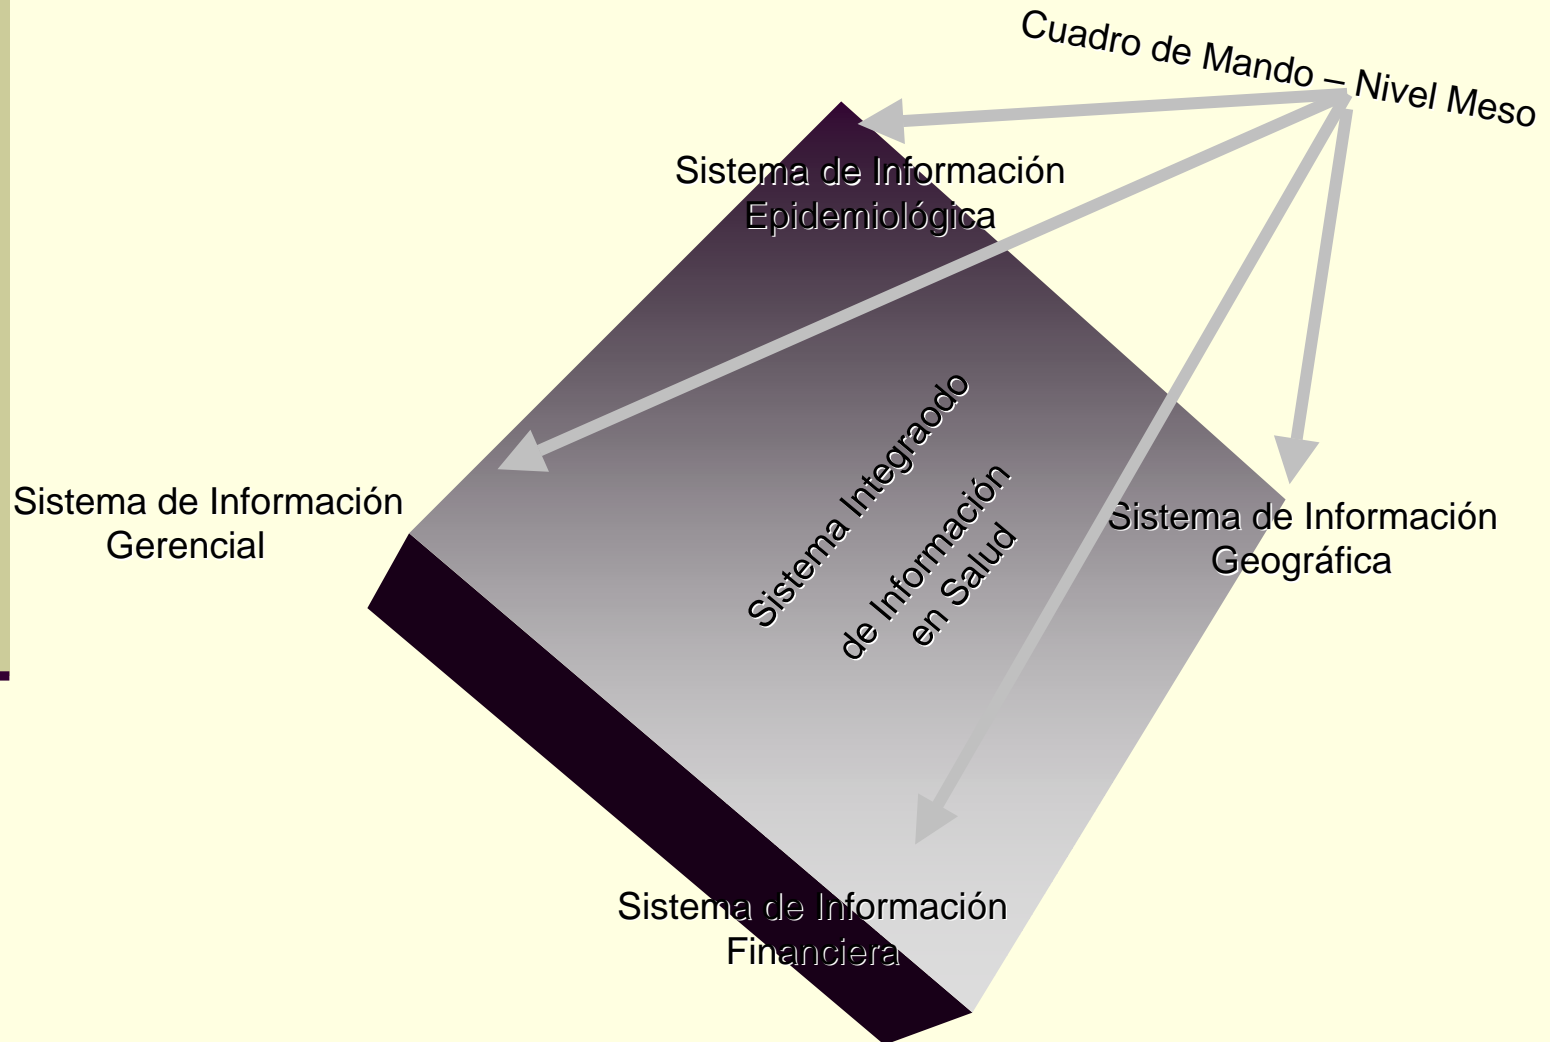 Cuadro de Mando – Nivel Meso
Sistema de Información
Epidemiológica
Sistema Integraodo
de Información
en Salud
Sistema de Información
Gerencial
Sistema de Información
Geográfica
Sistema de Información
Financiera